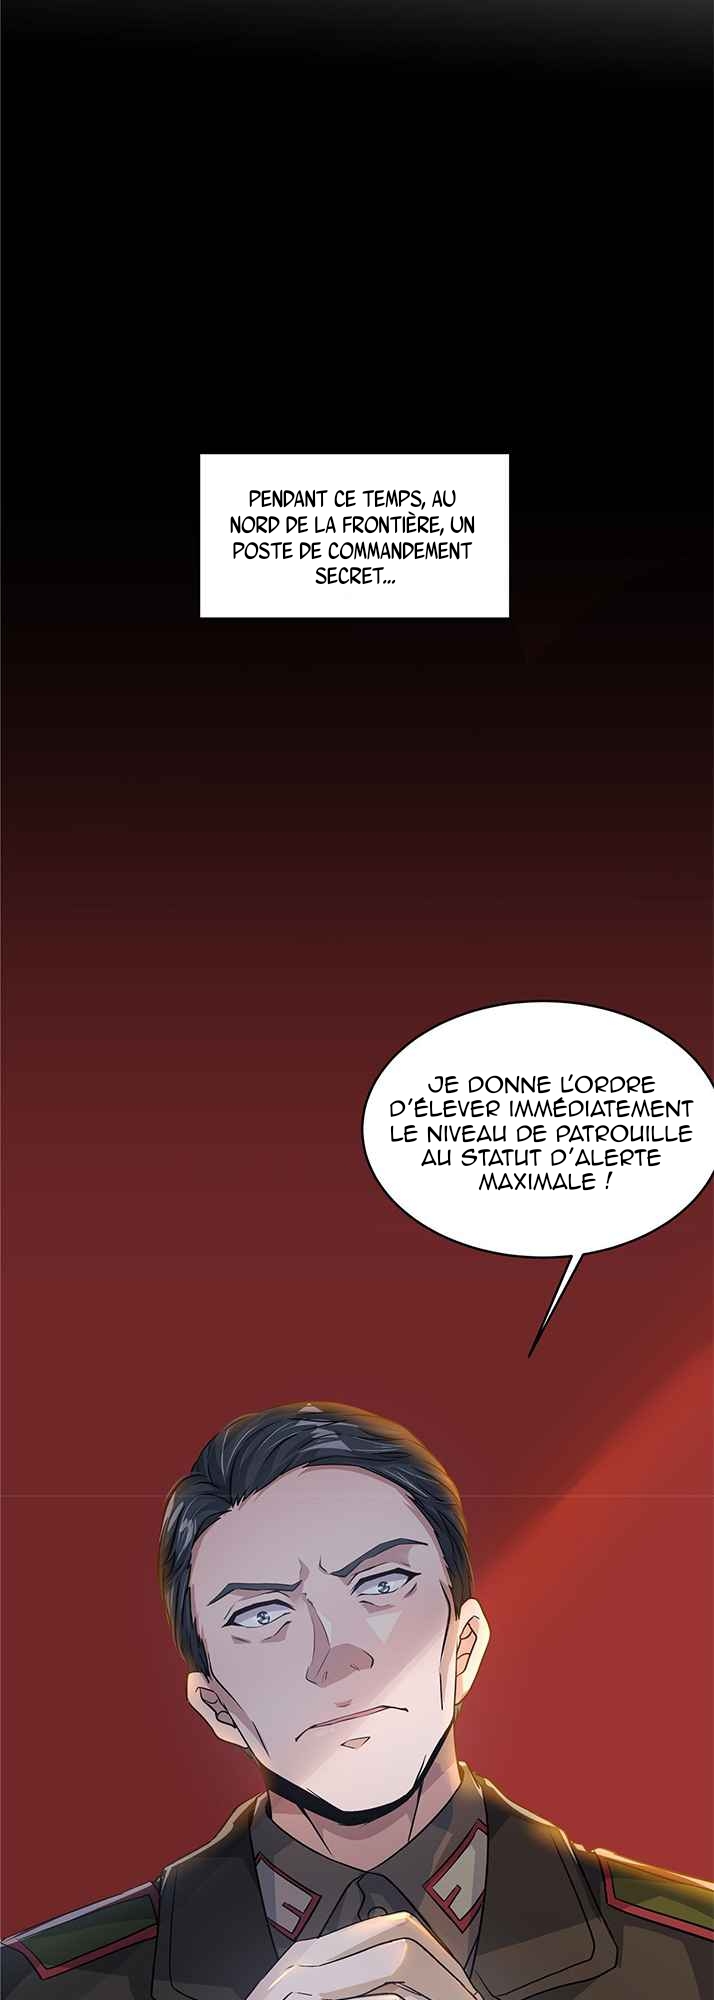 PENDANT CE TEMPS, AU
NORD DE LA FRONTIÈRE, UN
POSTE DE COMMANDEMENT
SECRET...
JE DONNE L'ORDRE
D'ÉLEVER IMMÉDIATEMENT
LE NIVEAU DE PATROUILLE
AU STATUT D'ALERTE
MAXIMALE !